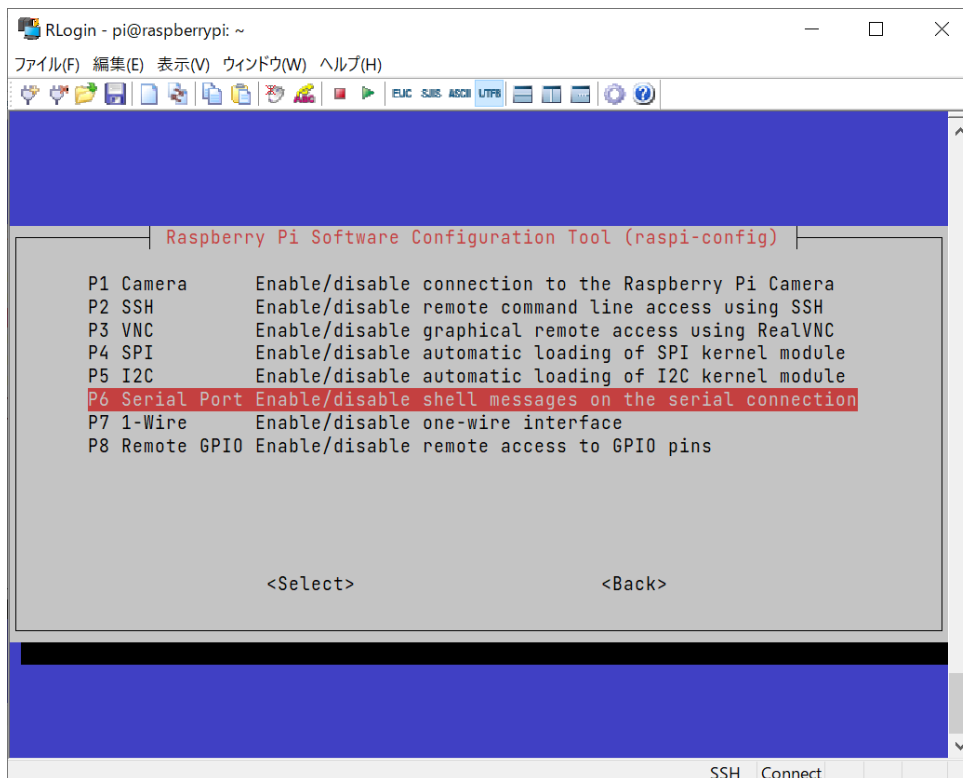 RLogin - pi@raspberrypi: ~
ファイル(F) 編集(E) 表示(V) ウィンドウ(W) ヘルプ(H)
EUC SJIS ASCII UTF8
Raspberry Pi Software Configuration Tool (raspi-config)
P1 Camera Enable/disable connection to the Raspberry Pi Camera
P2 SSH Enable/disable remote command line access using SSH
P3 VNC Enable/disable graphical remote access using RealVNC
P4 SPI Enable/disable automatic loading of SPI kernel module
P5 I2C Enable/disable automatic loading of I2C kernel module
P6 Serial Port Enable/disable shell messages on the serial connection
P7 1-Wire Enable/disable one-wire interface
P8 Remote GPIO Enable/disable remote access to GPIO pins
<Select> <Back>
SSH Connect